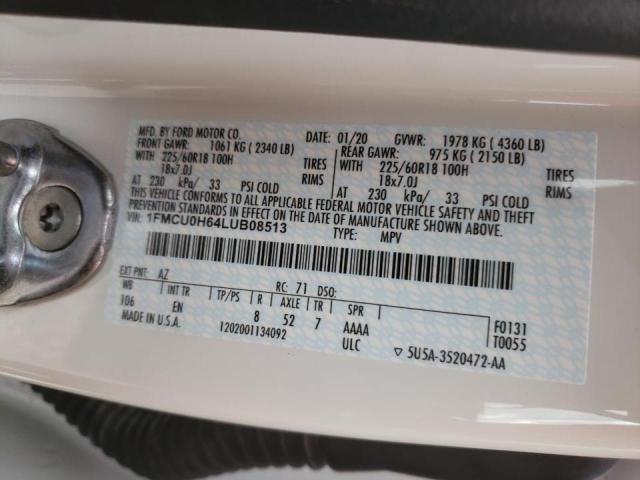 MFD. BY FORD MOTOR CO. DATE: 01/20 GVWR: 1978 KG ( 4360 LB)
FRONT GAWR: 1061 KG ( 2340 LB) REAR GAWR: 975 KG ( 2150 LB)
WITH 225/60R18 100H TIRES WITH 225/60R18 100H TIRES
18x7.0J RIMS 18x7.0J RIMS
AT 230 kPa/ 33 PSI COLD AT 230 kPa/ 33 PSI COLD
THIS VEHICLE CONFORMS TO ALL APPLICABLE FEDERAL MOTOR VEHICLE SAFETY AND THEFT
PREVENTION STANDARDS IN EFFECT ON THE DATE OF MANUFACTURE SHOWN ABOVE.
VIN: 1FMCU0H64LUB08513
TYPE: MPV
EXT PNT: AZ RC: 71 DSO:
WB INT TR TP/PS R AXLE TR SPR
106 EN 8 52 7 AAAA F0131
MADE IN U.S.A. 1202001134092 ULC T0055
▽ 5U5A-3520472-AA